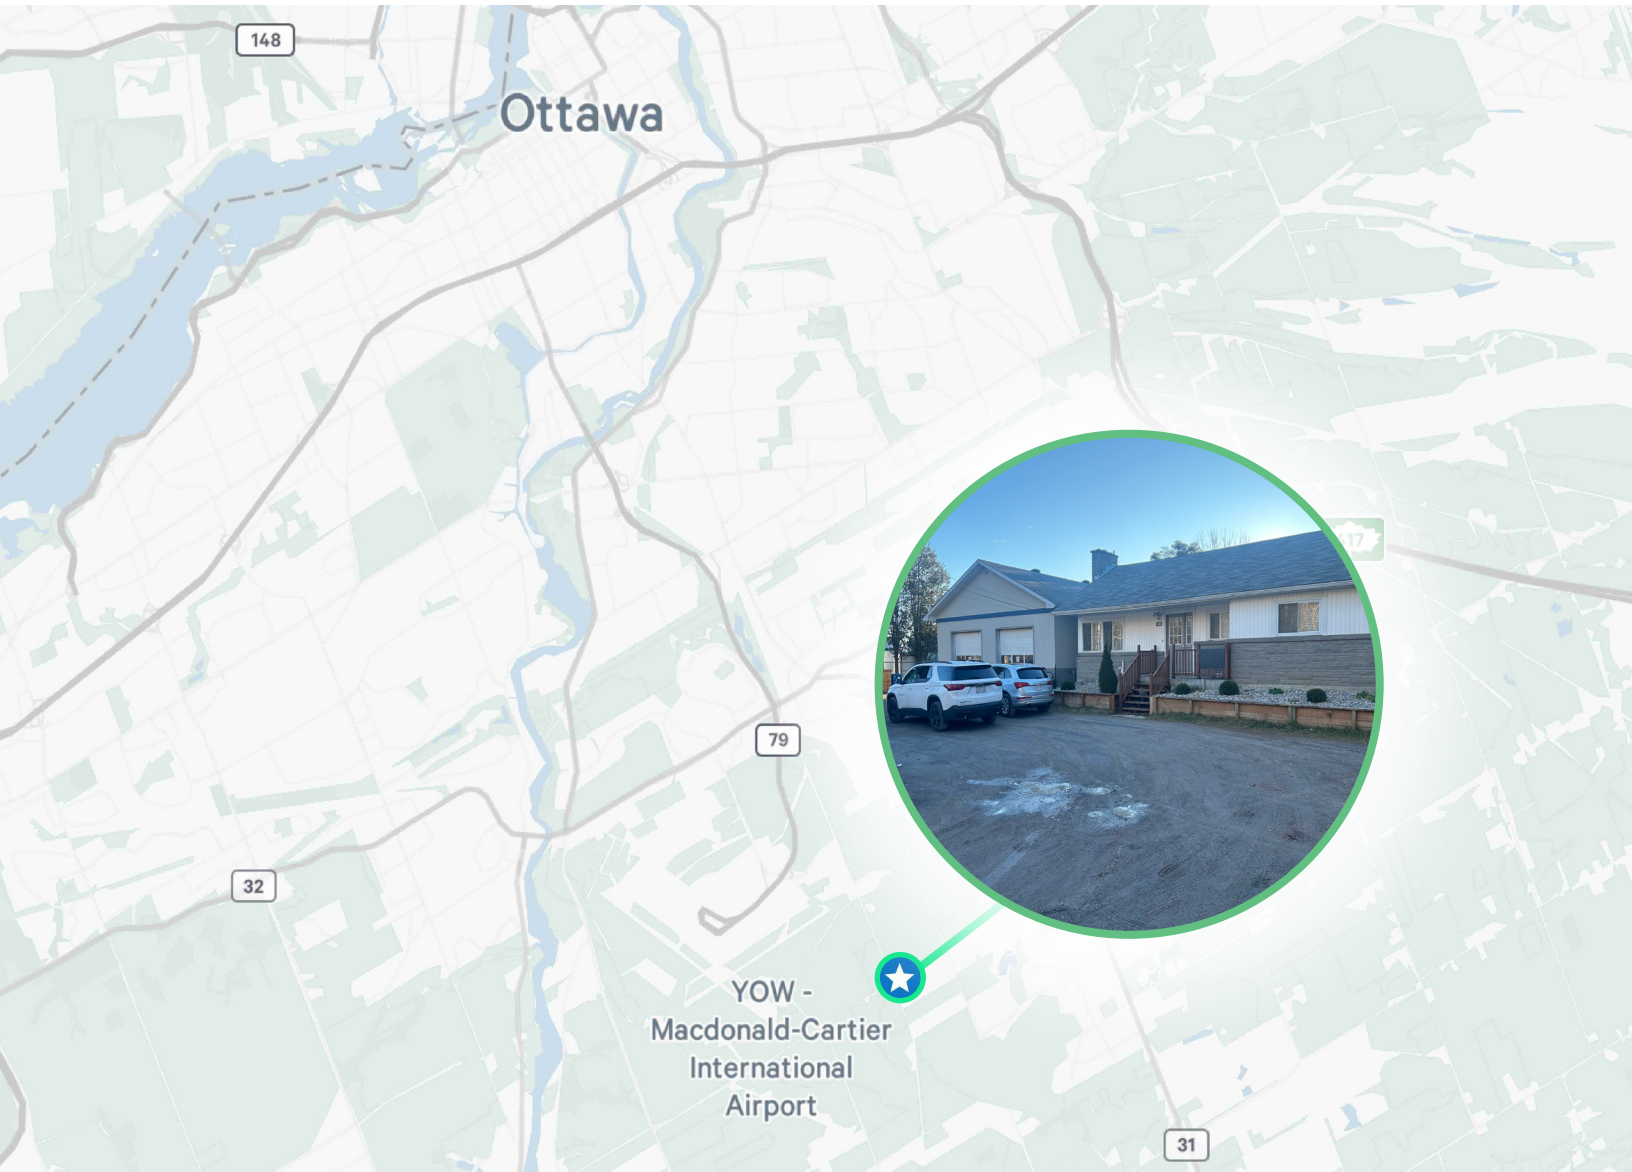 148
Ottawa
17
79
32
YOW -
Macdonald-Cartier
International
Airport
31